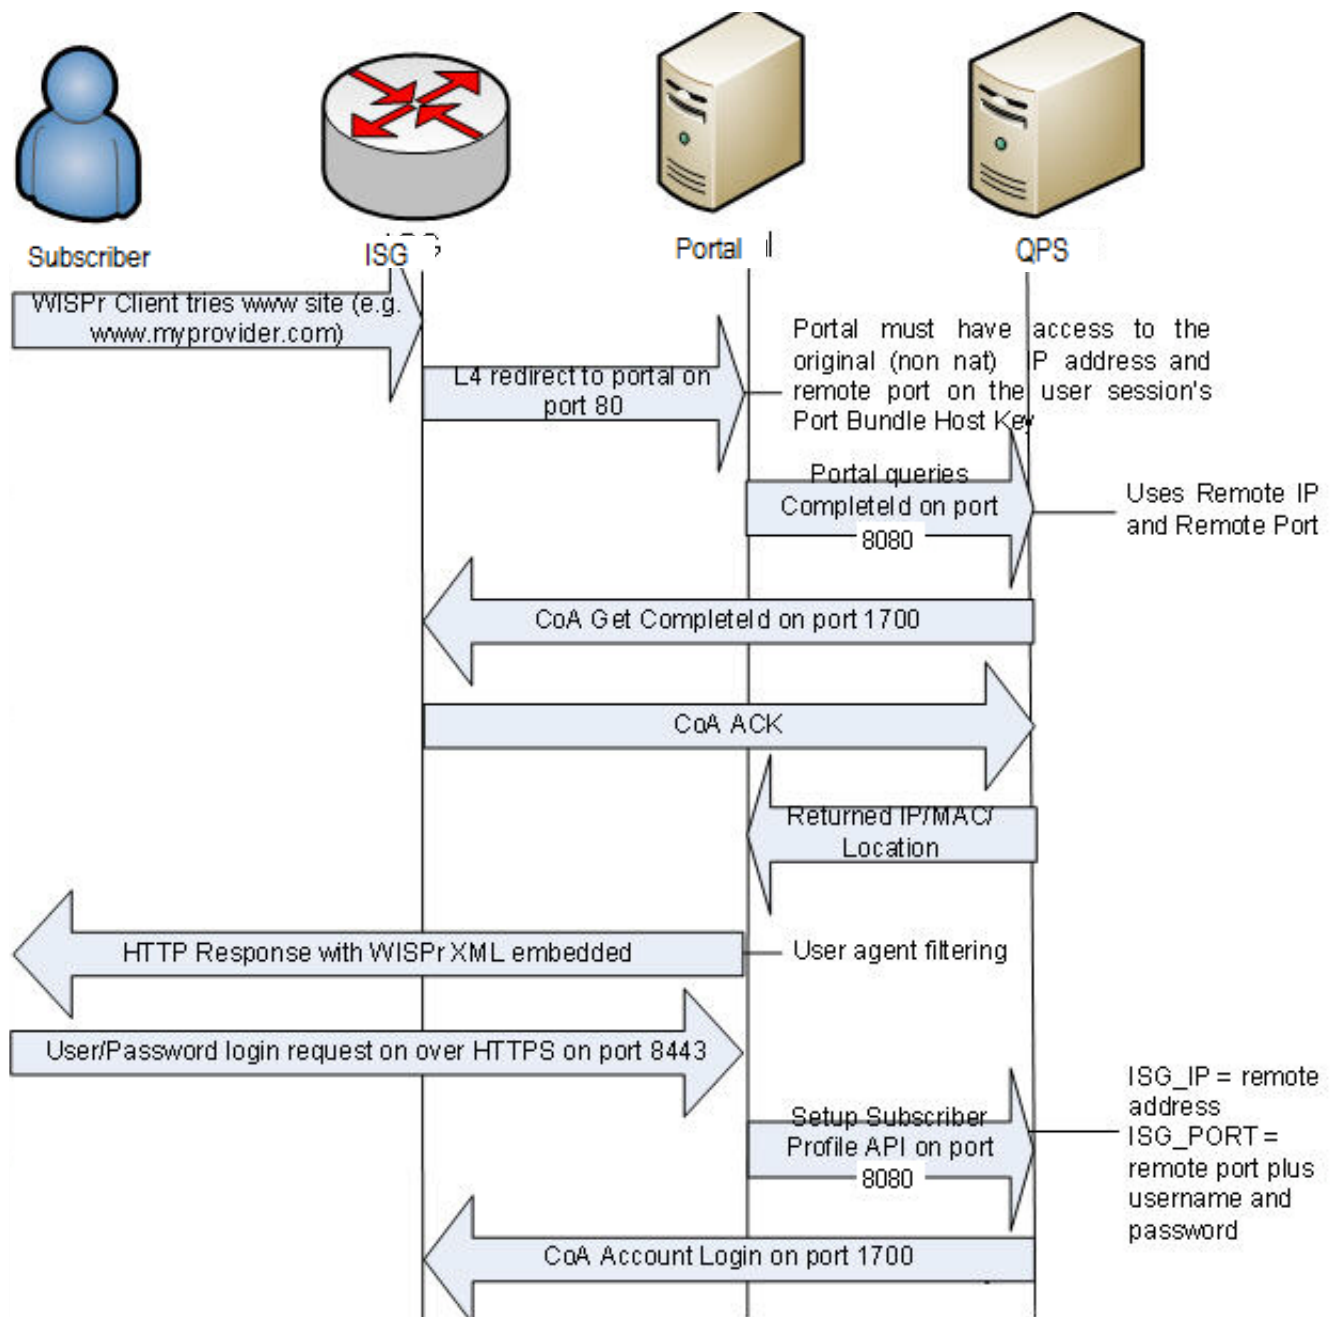 Subscriber
ISG
Portal
QPS
WISPr Client tries www site (e.g.
www.myprovider.com)
L4 redirect to portal on
port 80
Portal must have access to the
original (non nat) P address and
remote port on the user session's
Port Bundle Host Key
Portal queries
CompleteId on port
8080
Uses Remote IP
and Remote Port
CoA Get CompleteId on port 1700
CoA ACK
Returned IP/MAC/
Location
HTTP Response with WISPr XML embedded
User agent filtering
User/Password login request on over HTTPS on port 8443
Setup Subscriber
Profile API on port
8080
ISG_IP = remote
address
ISG_PORT =
remote port plus
username and
password
CoA Account Login on port 1700